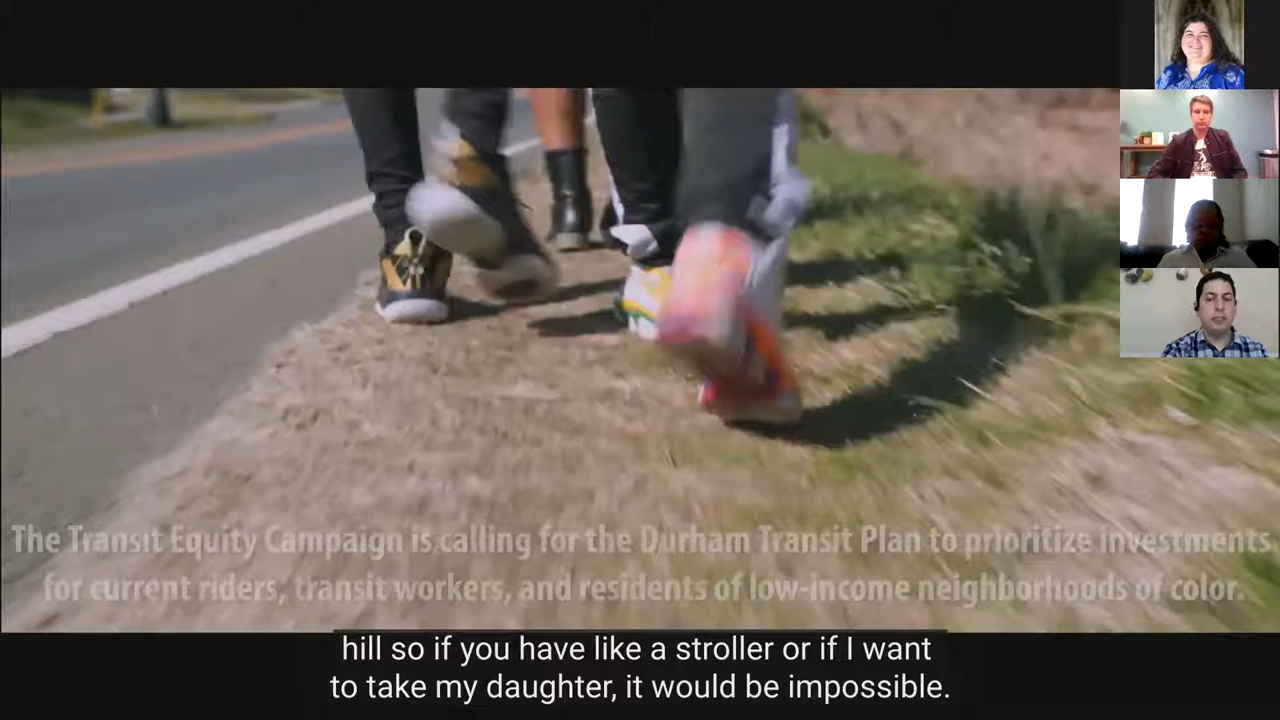 The Transit Equity Campaign is calling for the Durham Transit Plan to prioritize investments
for current riders, transit workers, and residents of low-income neighborhoods of color.
hill so if you have like a stroller or if I want
to take my daughter, it would be impossible.